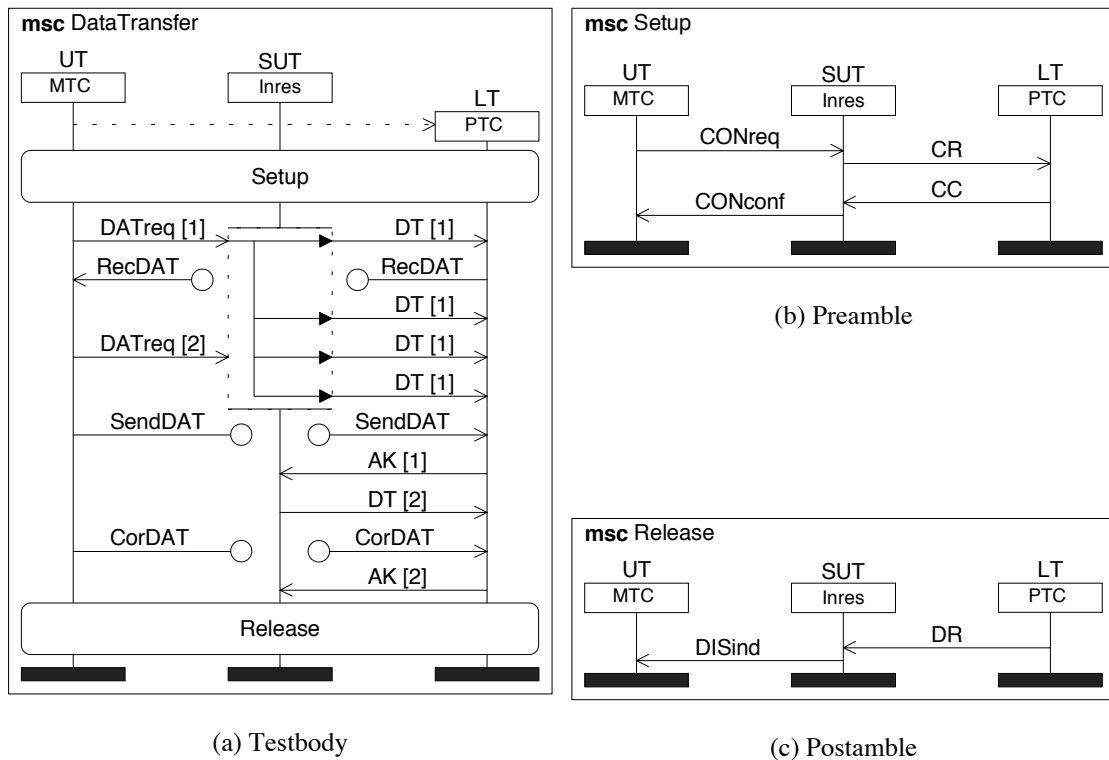 msc DataTransfer
UT
SUT
MTC
Inres
LT
PTC
Setup
DATreq [1]
DT [1]
RecDAT
RecDAT
DT [1]
DATreq [2]
DT [1]
DT [1]
SendDAT
SendDAT
AK [1]
DT [2]
CorDAT
CorDAT
AK [2]
Release
(a) Testbody
msc Setup
UT
SUT
LT
MTC
Inres
PTC
CONreq
CR
CC
CONconf
(b) Preamble
msc Release
UT
SUT
LT
MTC
Inres
PTC
DR
DISind
(c) Postamble